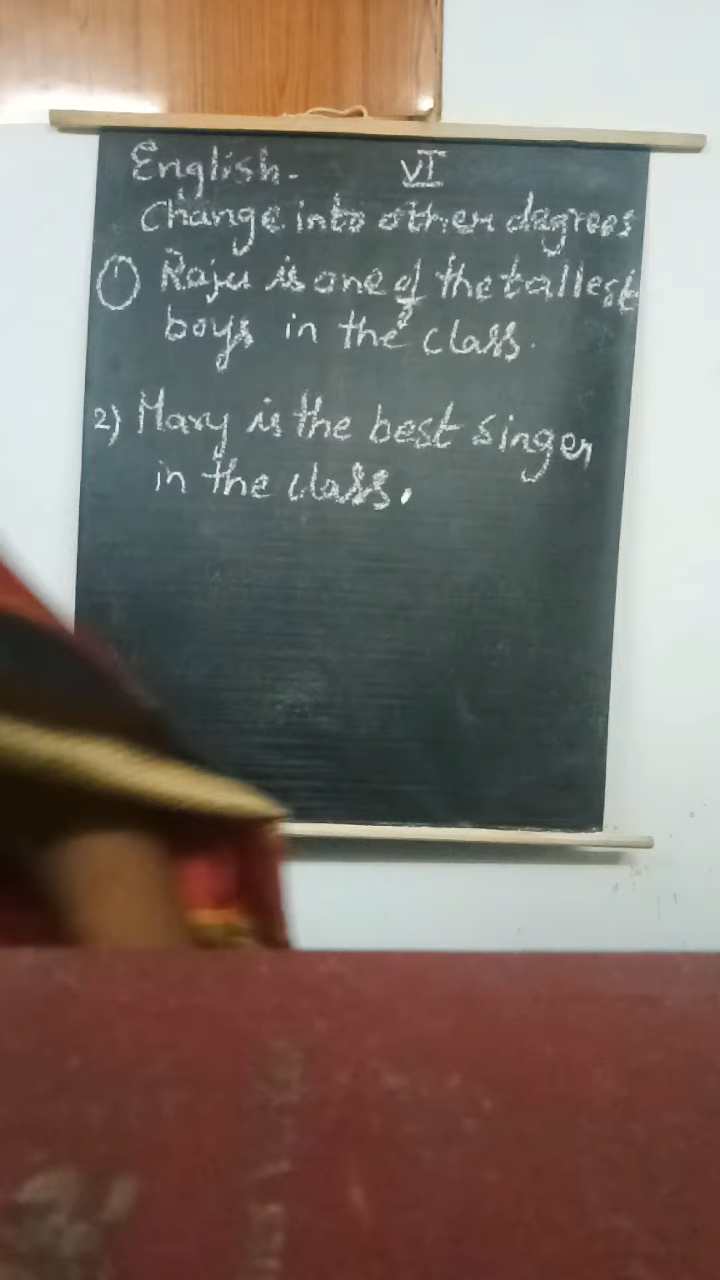 English- VI
Change into other degrees
① Raju is one of the tallest
boys in the class.
2) Mary is the best singer
in the class.